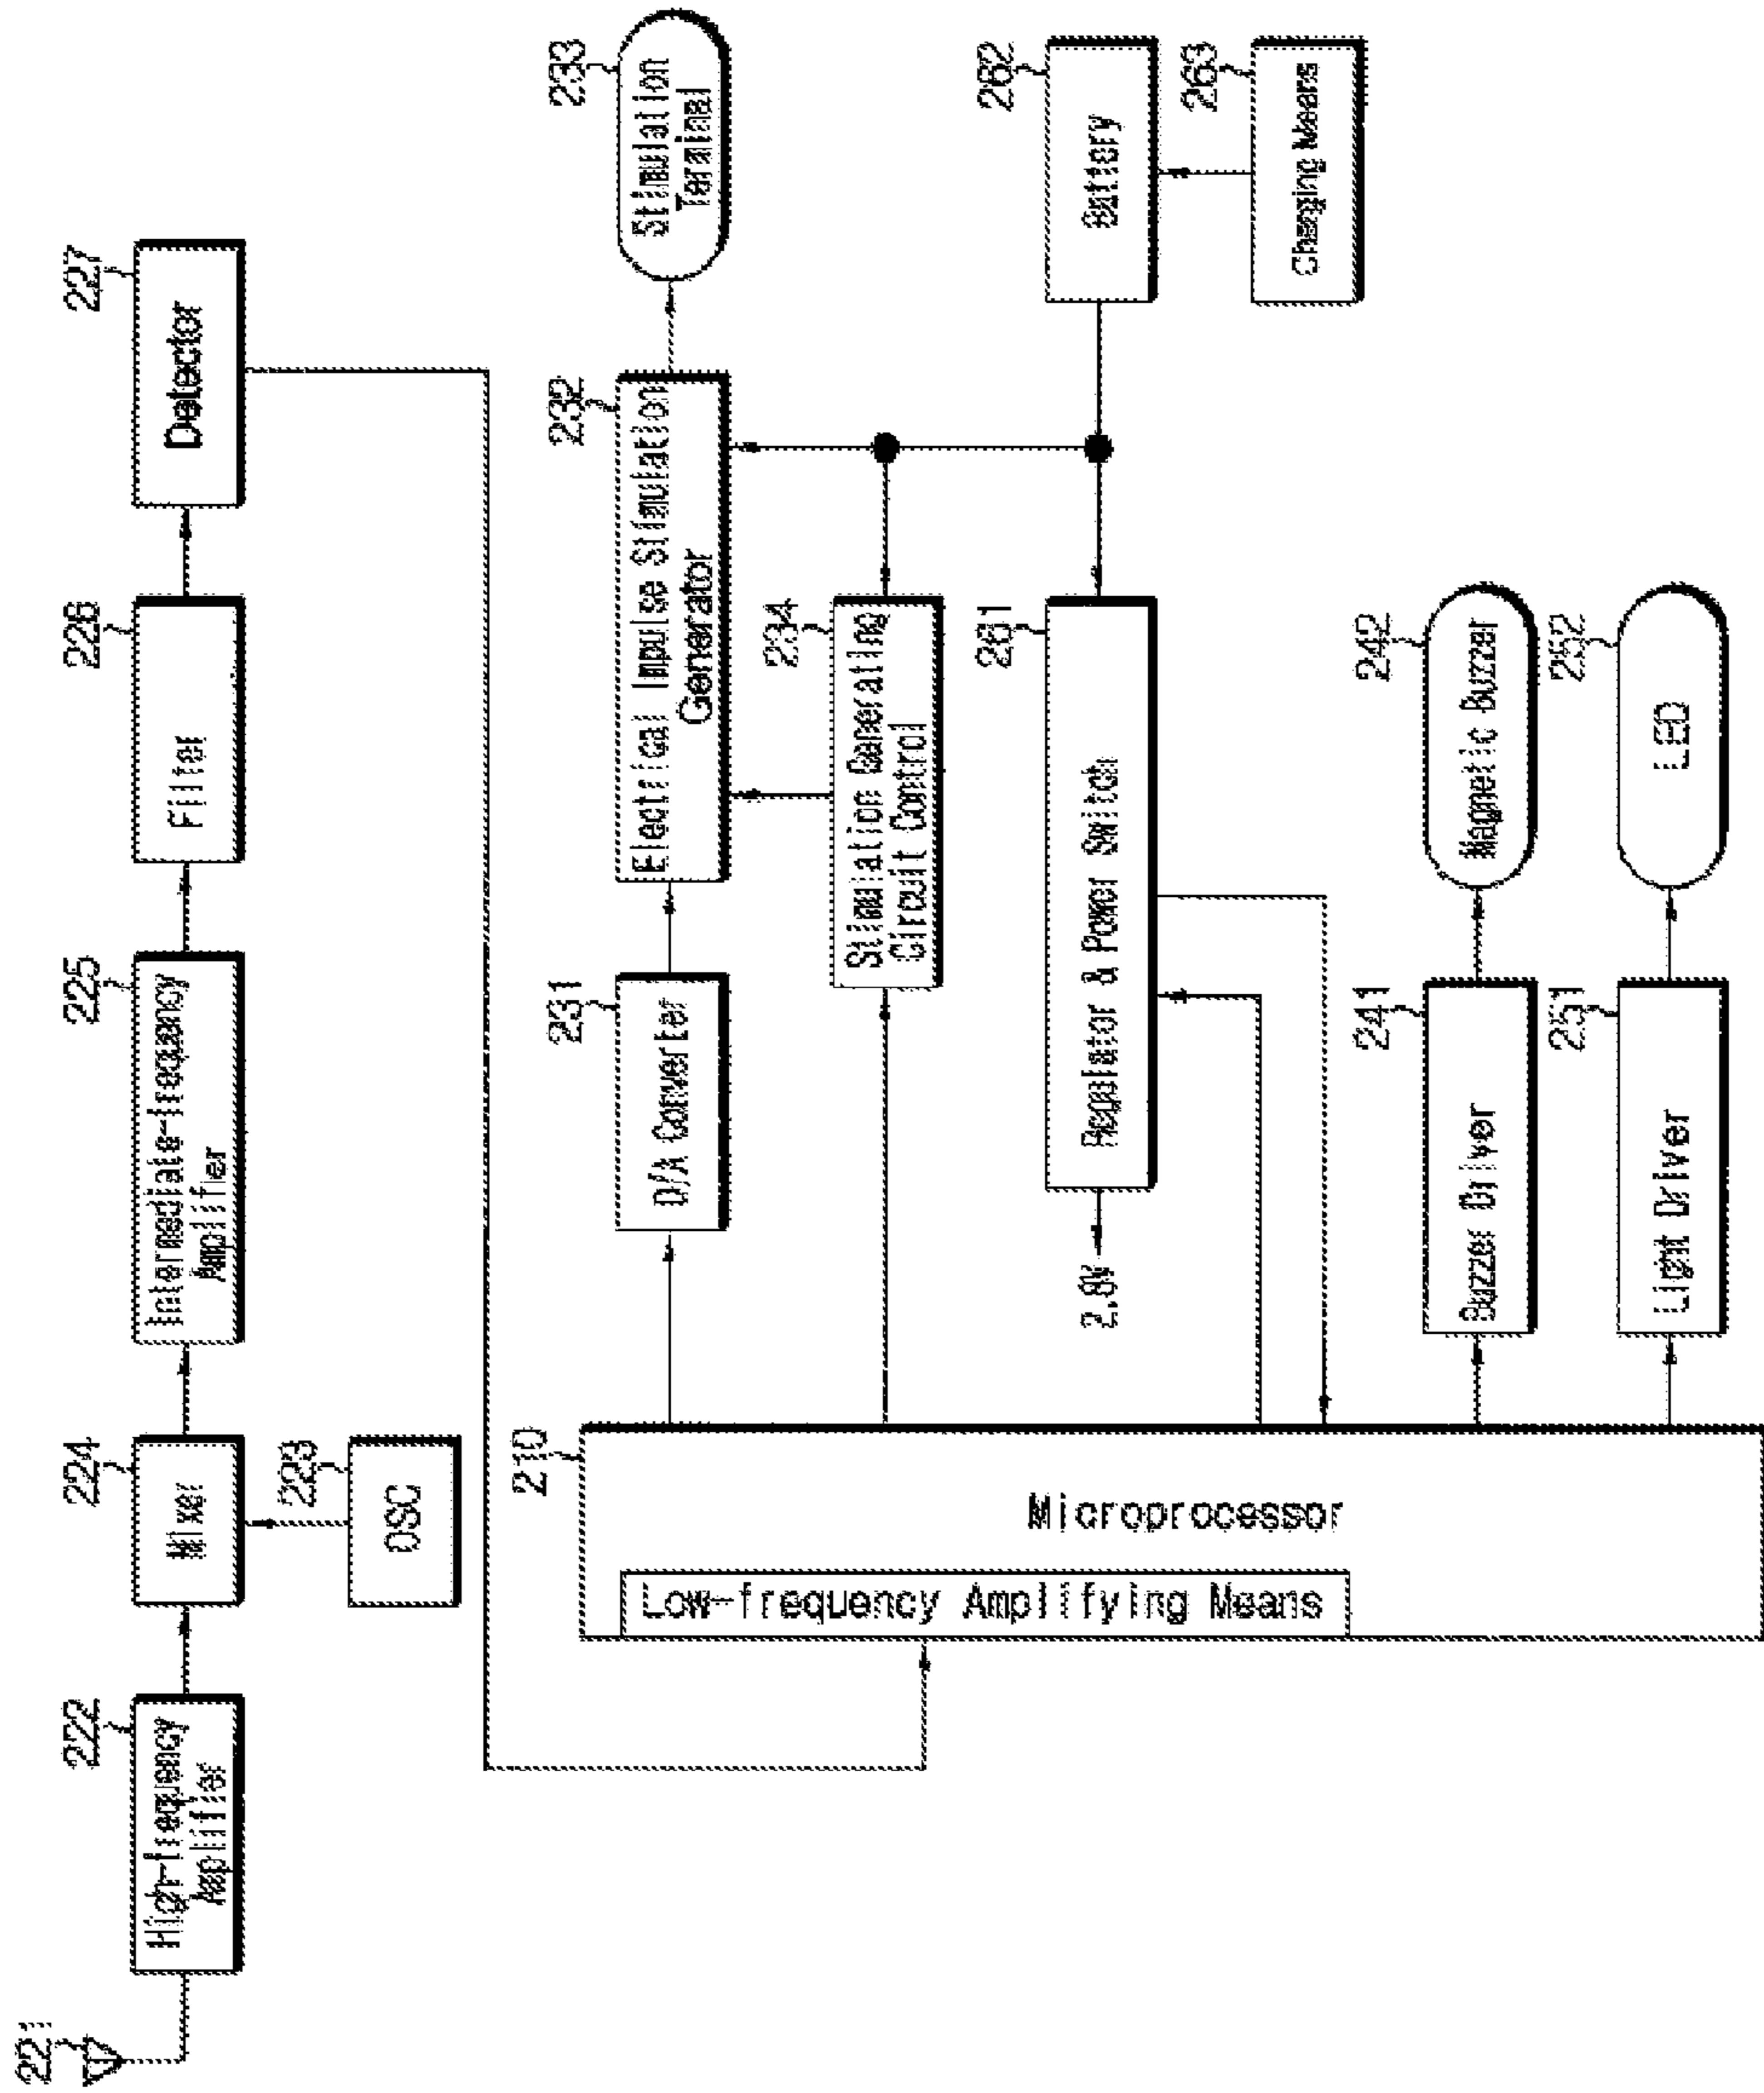 221
222
High-frequency
Amplifier
224
Mixer
225
Intermediate-frequency
Amplifier
226
Filter
227
Detector
223
OSC
210
Low-frequency Amplifying Means
Microprocessor
231
D/A Converter
232
Electrical Impulse Stimulation
Generator
233
Stimulation
Terminal
234
Stimulation Generating
Circuit Control
261
Regulator & Power Switch
2.8V
262
Battery
263
Charging Means
241
Buzzer Driver
242
Magnetic Buzzer
251
Light Driver
252
LED